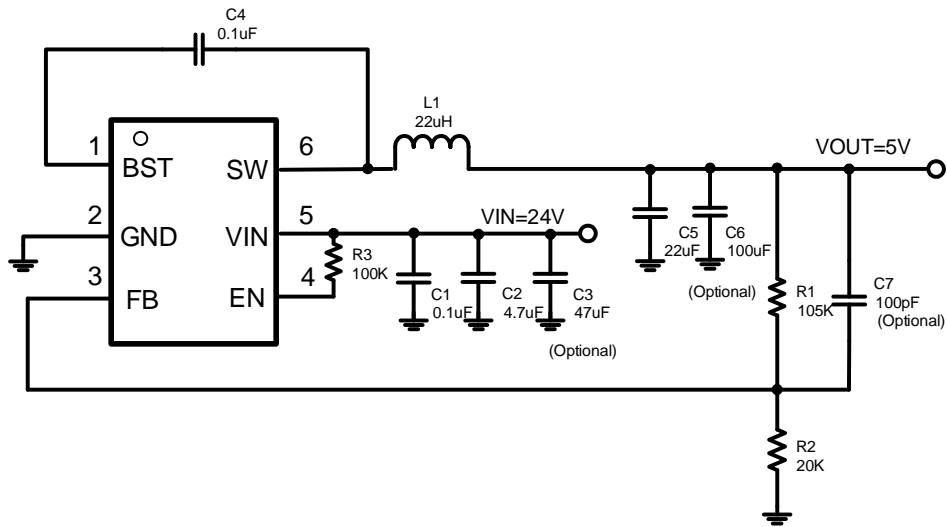 C4
0.1uF
L1
22uH
VOUT=5V
1
BST
SW
6
2
GND
VIN
5
VIN=24V
3
FB
EN
4
R3
100K
C1
0.1uF
C2
4.7uF
C3
47uF
(Optional)
C5
22uF
C6
100uF
(Optional)
R1
105K
C7
100pF
(Optional)
R2
20K